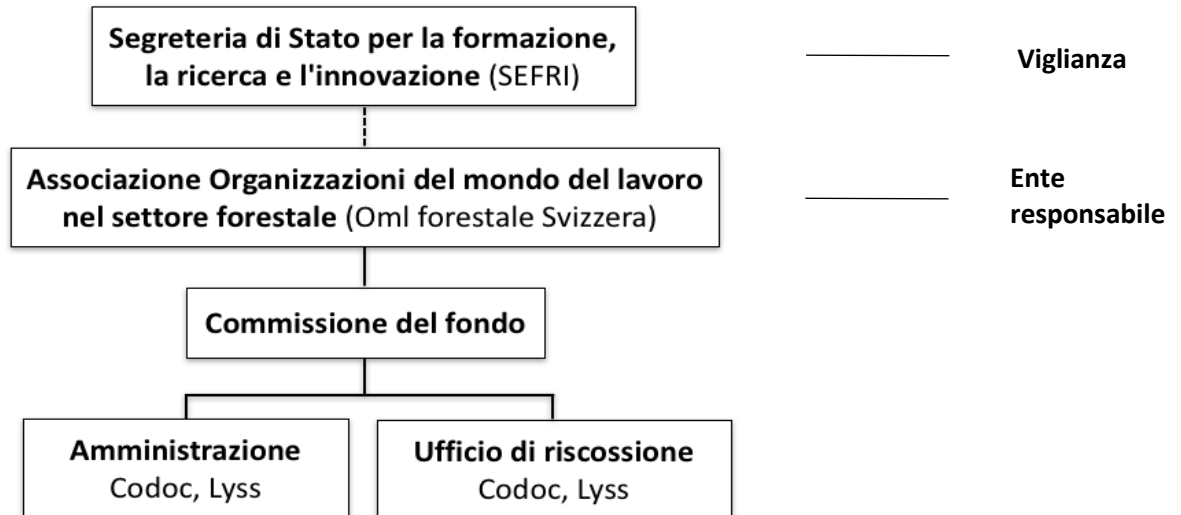 Segreteria di Stato per la formazione,
la ricerca e l'innovazione (SEFRI)
Viglianza
Associazione Organizzazioni del mondo del lavoro
nel settore forestale (Oml forestale Svizzera)
Ente
responsabile
Commissione del fondo
Amministrazione
Codoc, Lyss
Ufficio di riscossione
Codoc, Lyss